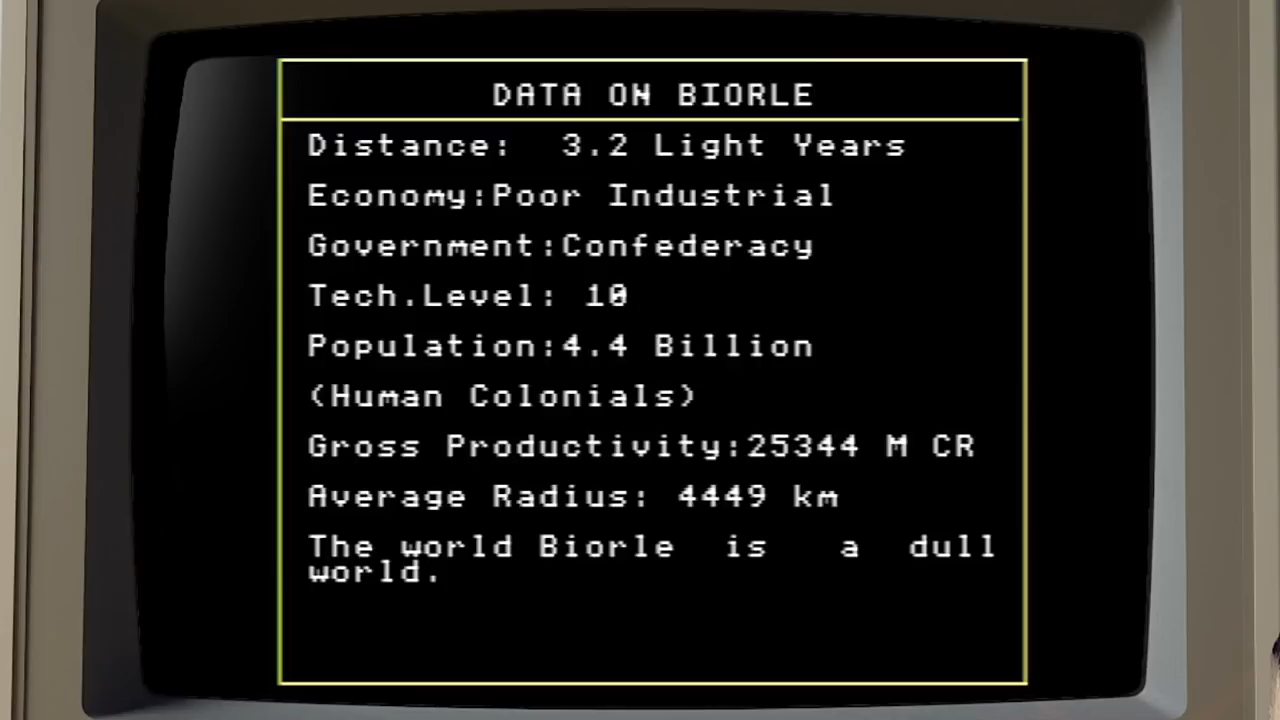 DATA ON BIORLE
Distance:  3.2 Light Years
Economy:Poor Industrial
Government:Confederacy
Tech.Level: 10
Population:4.4 Billion
(Human Colonials)
Gross Productivity:25344 M CR
Average Radius: 4449 km
The world Biorle  is   a  dull
world.